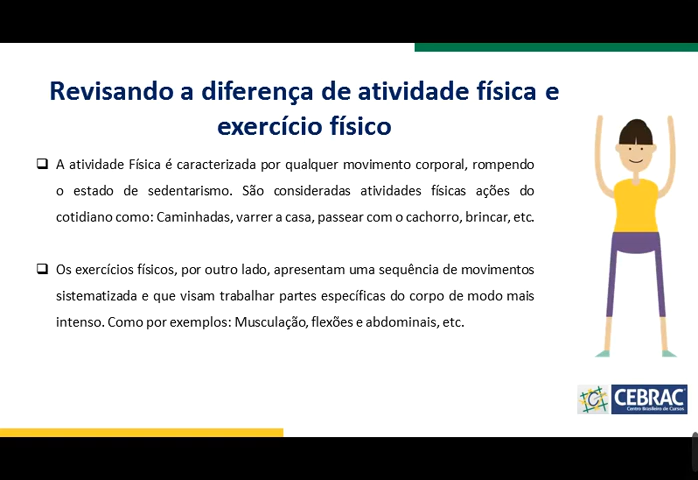 Revisando a diferença de atividade física e
exercício físico
A atividade Física é caracterizada por qualquer movimento corporal, rompendo
o estado de sedentarismo. São consideradas atividades físicas ações do
cotidiano como: Caminhadas, varrer a casa, passear com o cachorro, brincar, etc.
Os exercícios físicos, por outro lado, apresentam uma sequência de movimentos
sistematizada e que visam trabalhar partes específicas do corpo de modo mais
intenso. Como por exemplos: Musculação, flexões e abdominais, etc.
CEBRAC
Centro Brasileiro de Cursos